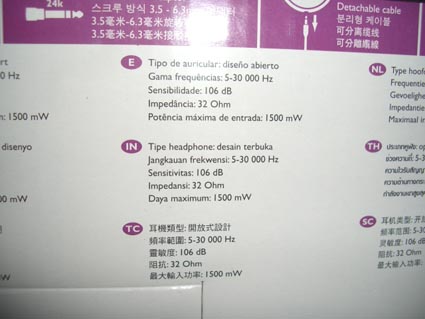 24k
스크루 방식 3.5 - 6.3
3.5毫米-6.3毫米
3.5毫米-6.3毫米
Detachable cable
분리형 케이블
可分离缆线
可分離纜線
E Tipo de auricular: diseño abierto
Gama frequências: 5-30 000 Hz
Sensibilidade: 106 dB
Impedância: 32 Ohm
Potência máxima de entrada: 1500 mW
: 1500 mW
NL Type hoof
Frequentie
Gevoelighe
Impedantie
Maximaal in
disenyo
1500 mW
IN Tipe headphone: desain terbuka
Jangkauan frekwensi: 5-30 000 Hz
Sensitivitas: 106 dB
Impedansi: 32 Ohm
Daya maximum: 1500 mW
TH
TC 耳機類型: 開放式設計
頻率範圍: 5-30 000 Hz
靈敏度: 106 dB
阻抗: 32 Ohm
最大輸入功率: 1500 mW
SC 耳机类型: 开
频率范围: 5-30
灵敏度: 106 dB
阻抗: 32 Ohm
最大输入功率